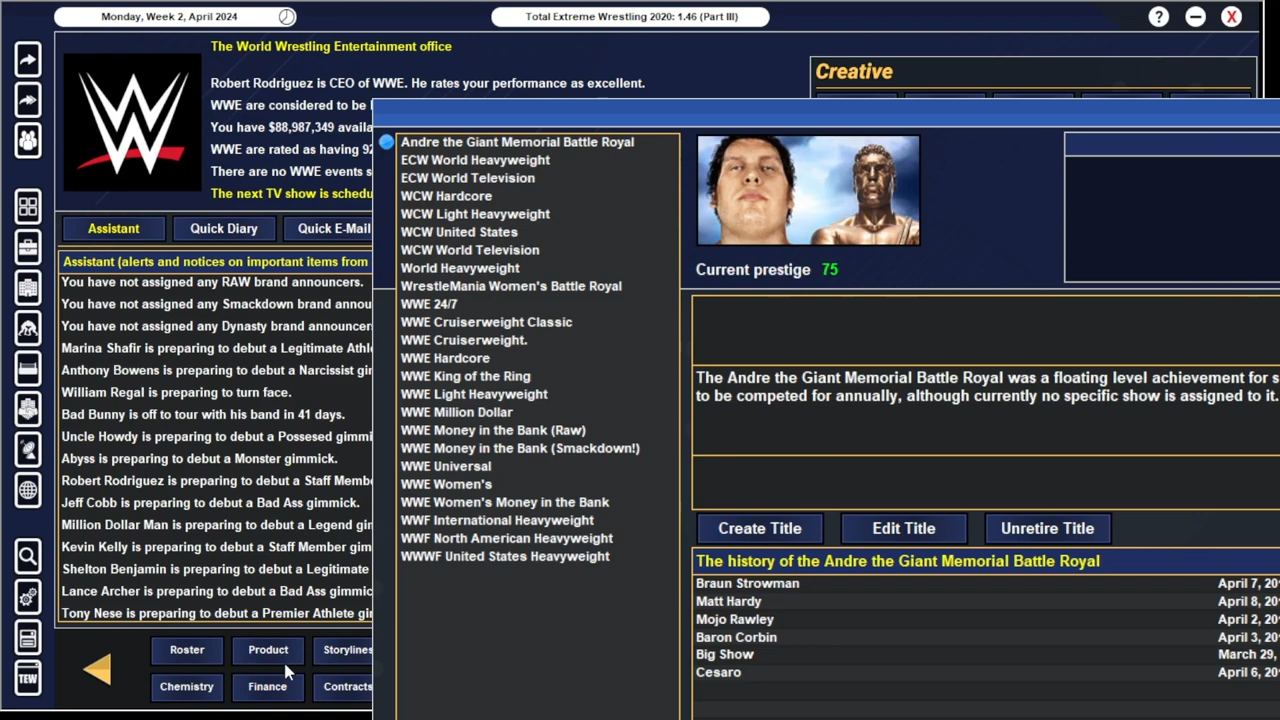 Monday, Week 2, April 2024
Total Extreme Wrestling 2020: 1.46 (Part III)
?
X
The World Wrestling Entertainment office
Robert Rodriguez is CEO of WWE. He rates your performance as excellent.
WWE are considered to be
You have $88,987,349 availa
WWE are rated as having 92
There are no WWE events s
The next TV show is schedu
Creative
Assistant
Quick Diary
Quick E-Mail
Assistant (alerts and notices on important items from
You have not assigned any RAW brand announcers.
You have not assigned any Smackdown brand annou
You have not assigned any Dynasty brand announcers
Marina Shafir is preparing to debut a Legitimate Athl
Anthony Bowens is preparing to debut a Narcissist gi
William Regal is preparing to turn face.
Bad Bunny is off to tour with his band in 41 days.
Uncle Howdy is preparing to debut a Possesed gimmi
Abyss is preparing to debut a Monster gimmick.
Robert Rodriguez is preparing to debut a Staff Memb
Jeff Cobb is preparing to debut a Bad Ass gimmick.
Million Dollar Man is preparing to debut a Legend gi
Kevin Kelly is preparing to debut a Staff Member gim
Shelton Benjamin is preparing to debut a Legitimate
Lance Archer is preparing to debut a Bad Ass gimmic
Tony Nese is preparing to debut a Premier Athlete gi
Roster
Product
Storylines
Chemistry
Finance
Contracts
TEW
Andre the Giant Memorial Battle Royal
ECW World Heavyweight
ECW World Television
WCW Hardcore
WCW Light Heavyweight
WCW United States
WCW World Television
World Heavyweight
WrestleMania Women's Battle Royal
WWE 24/7
WWE Cruiserweight Classic
WWE Cruiserweight.
WWE Hardcore
WWE King of the Ring
WWE Light Heavyweight
WWE Million Dollar
WWE Money in the Bank (Raw)
WWE Money in the Bank (Smackdown!)
WWE Universal
WWE Women's
WWE Women's Money in the Bank
WWF International Heavyweight
WWF North American Heavyweight
WWWF United States Heavyweight
Current prestige 75
The Andre the Giant Memorial Battle Royal was a floating level achievement for s
to be competed for annually, although currently no specific show is assigned to it.
Create Title
Edit Title
Unretire Title
The history of the Andre the Giant Memorial Battle Royal
Braun Strowman April 7, 20
Matt Hardy April 8, 20
Mojo Rawley April 2, 20
Baron Corbin April 3, 20
Big Show March 29,
Cesaro April 6, 20